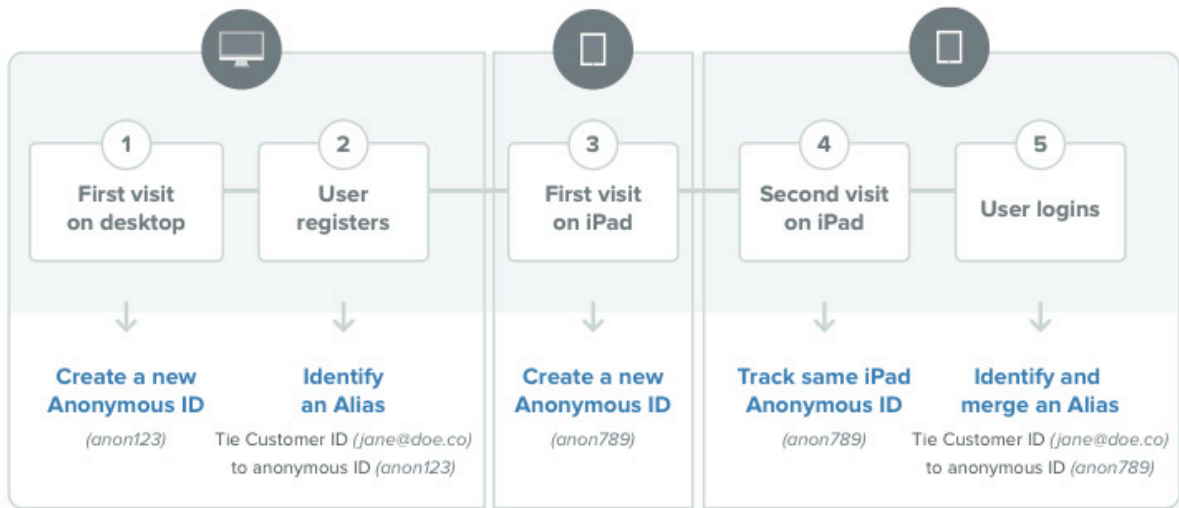 1
First visit
on desktop
2
User
registers
3
First visit
on iPad
4
Second visit
on iPad
5
User logins
Create a new
Anonymous ID
(anon123)
Identify
an Alias
Tie Customer ID (jane@doe.co)
to anonymous ID (anon123)
Create a new
Anonymous ID
(anon789)
Track same iPad
Anonymous ID
(anon789)
Identify and
merge an Alias
Tie Customer ID (jane@doe.co)
to anonymous ID (anon789)